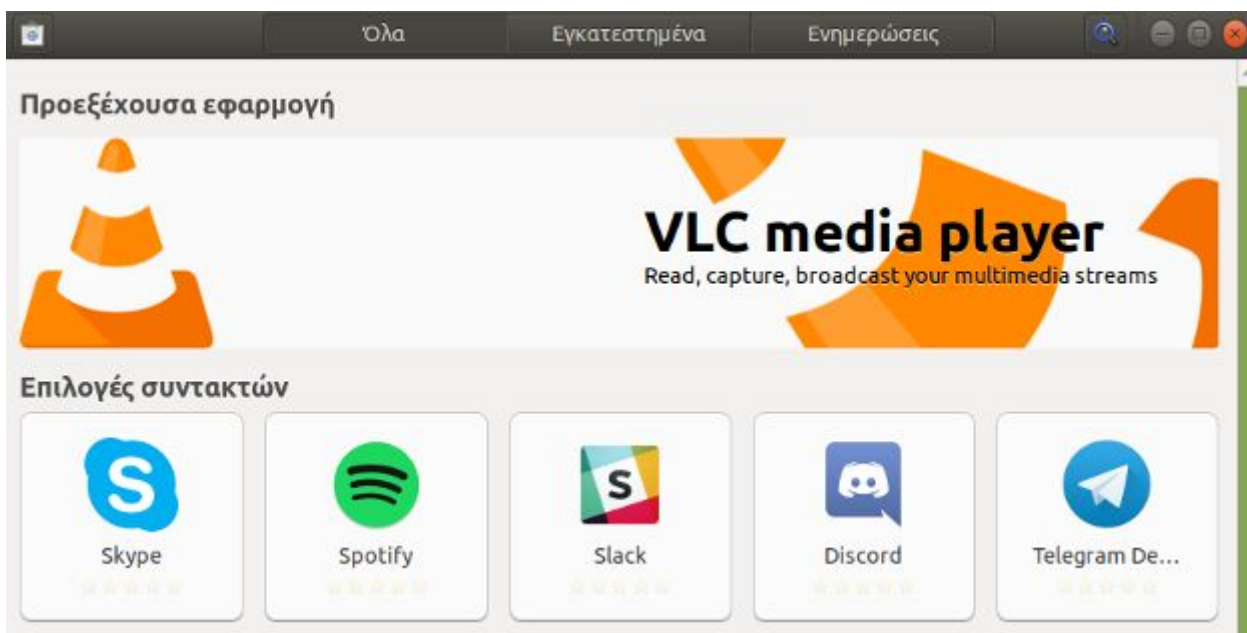 Όλα Εγκατεστημένα Ενημερώσεις
Προεξέχουσα εφαρμογή
VLC media player
Read, capture, broadcast your multimedia streams
Επιλογές συντακτών
Skype Spotify Slack Discord Telegram De...